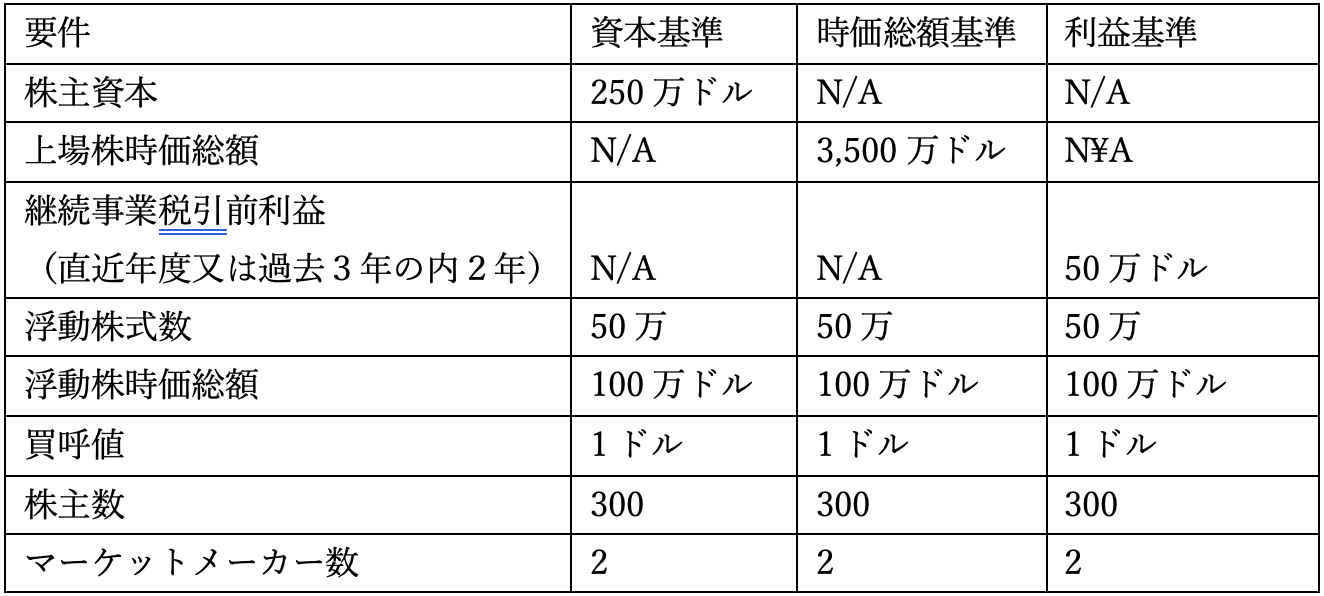 要件 資本基準 時価総額基準 利益基準
株主資本 250 万ドル N/A N/A
上場株時価総額 N/A 3,500 万ドル N¥A
継続事業税引前利益
（直近年度又は過去 3 年の内 2 年） N/A N/A 50 万ドル
浮動株式数 50 万 50 万 50 万
浮動株時価総額 100 万ドル 100 万ドル 100 万ドル
買呼値 1 ドル 1 ドル 1 ドル
株主数 300 300 300
マーケットメーカー数 2 2 2